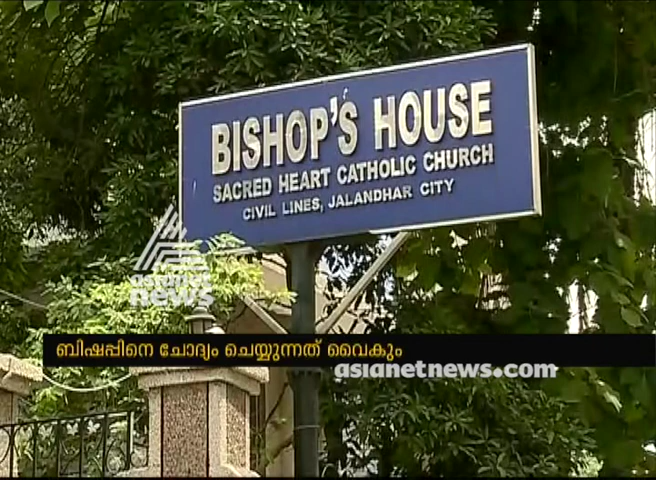 BISHOP'S HOUSE
SACRED HEART CATHOLIC CHURCH
CIVIL LINES, JALANDHAR CITY
asianet
news
ബിഷപ്പിനെ ചോദ്യം ചെയ്യുന്നത് വൈകും
asianetnews.com